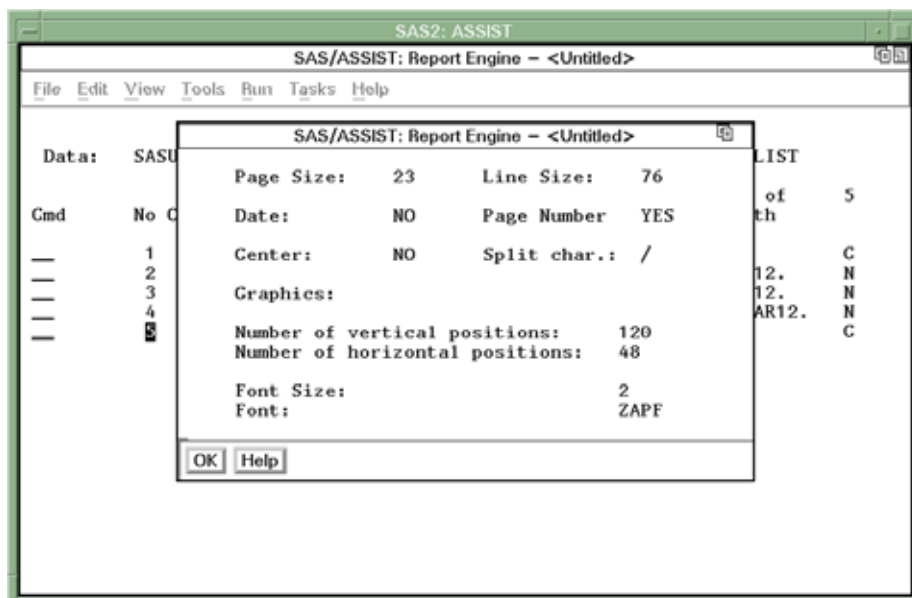 SAS2: ASSIST
SAS/ASSIST: Report Engine – <Untitled>
File Edit View Tools Run Tasks Help
SAS/ASSIST: Report Engine – <Untitled>
Data: SASU LIST
Page Size: 23 Line Size: 76
of 5
Cmd No C th
Date: NO Page Number YES
Center: NO Split char.: /
1 C
2 12. N
3 12. N
Graphics:
4 AR12. N
5 C
Number of vertical positions: 120
Number of horizontal positions: 48
Font Size: 2
Font: ZAPF
OK Help